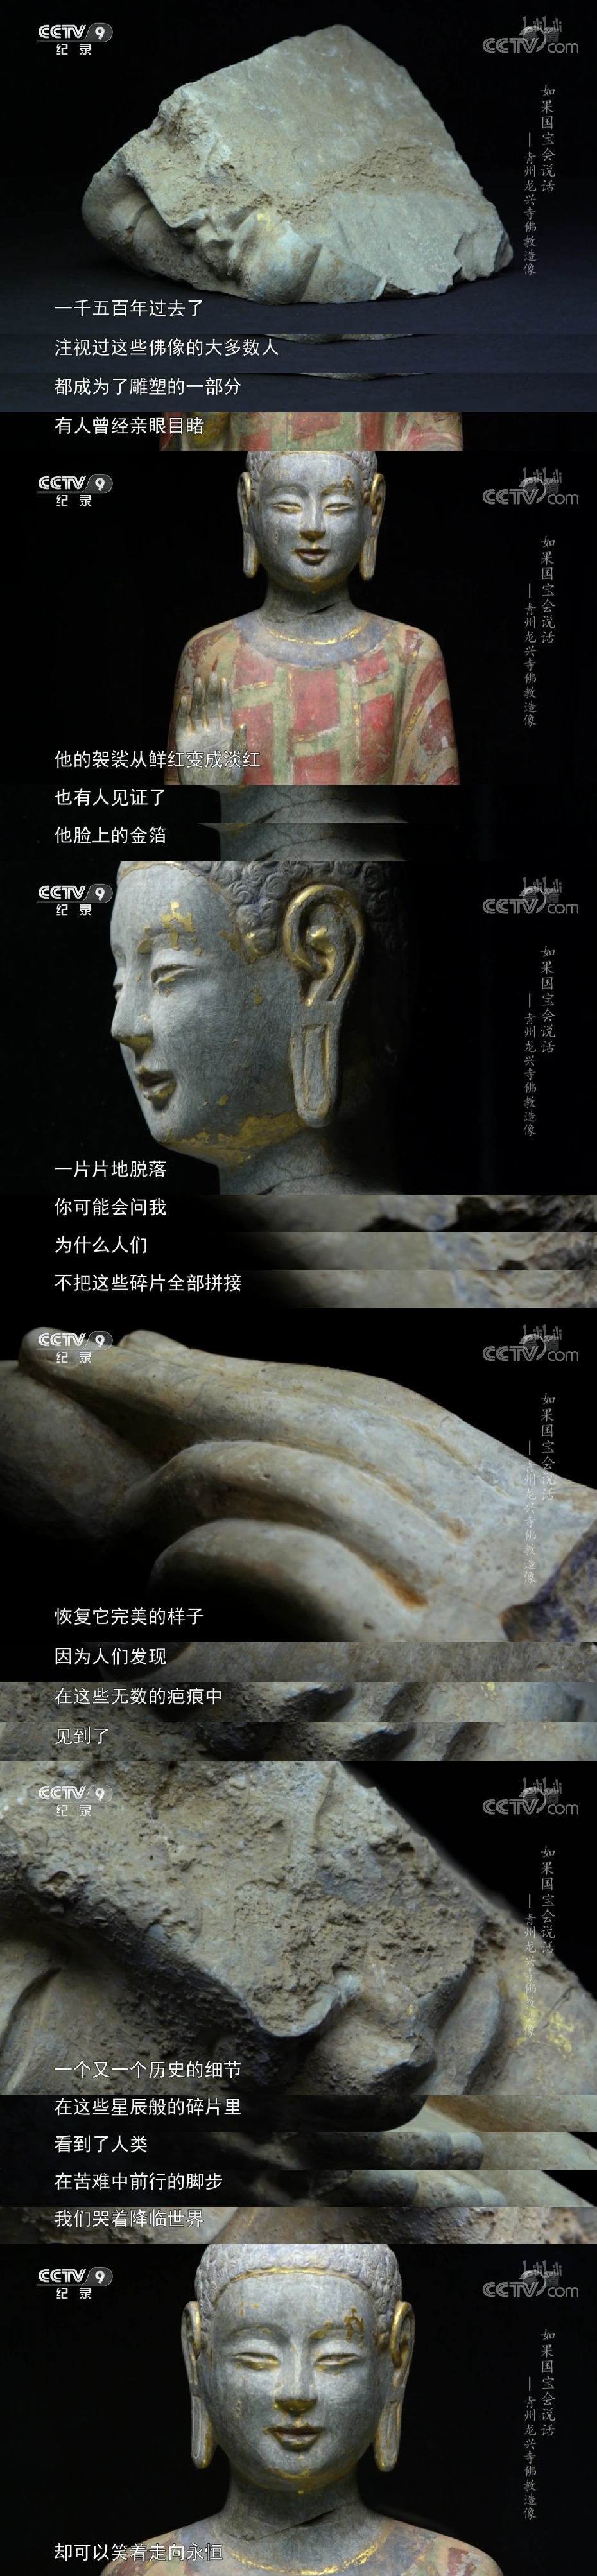 CCTV 9
纪 录
CCTV.com
如果国宝会说话
——青州龙兴寺佛教造像
一千五百年过去了
注视过这些佛像的大多数人
都成为了雕塑的一部分
有人曾经亲眼目睹
CCTV 9
纪 录
CCTV.com
如果国宝会说话
——青州龙兴寺佛教造像
他的袈裟从鲜红变成淡红
也有人见证了
他脸上的金箔
CCTV 9
纪 录
CCTV.com
如果国宝会说话
——青州龙兴寺佛教造像
一片片地脱落
你可能会问我
为什么人们
不把这些碎片全部拼接
CCTV 9
纪 录
CCTV.com
如果国宝会说话
——青州龙兴寺佛教造像
恢复它完美的样子
因为人们发现
在这些无数的疤痕中
见到了
CCTV 9
纪 录
CCTV.com
如果国宝会说话
——青州龙兴寺佛教造像
一个又一个历史的细节
在这些星辰般的碎片里
看到了人类
在苦难中前行的脚步
我们哭着降临世界
CCTV 9
纪 录
CCTV.com
如果国宝会说话
——青州龙兴寺佛教造像
却可以笑着走向永恒